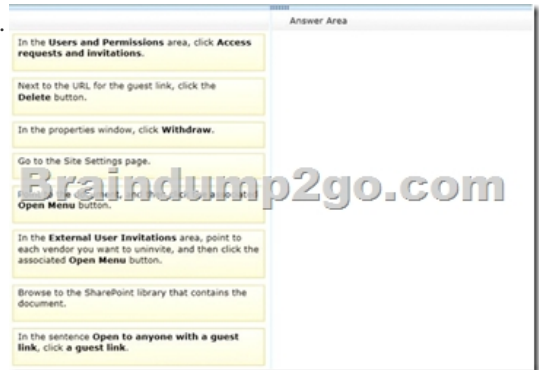 Answer Area
In the Users and Permissions area, click Access
requests and invitations.
Next to the URL for the guest link, click the
Delete button.
In the properties window, click Withdraw.
Go to the Site Settings page.
Braindump2go.com
Open Menu button.
In the External User Invitations area, point to
each vendor you want to uninvite, and then click the
associated Open Menu button.
Browse to the SharePoint library that contains the
document.
In the sentence Open to anyone with a guest
link, click a guest link.